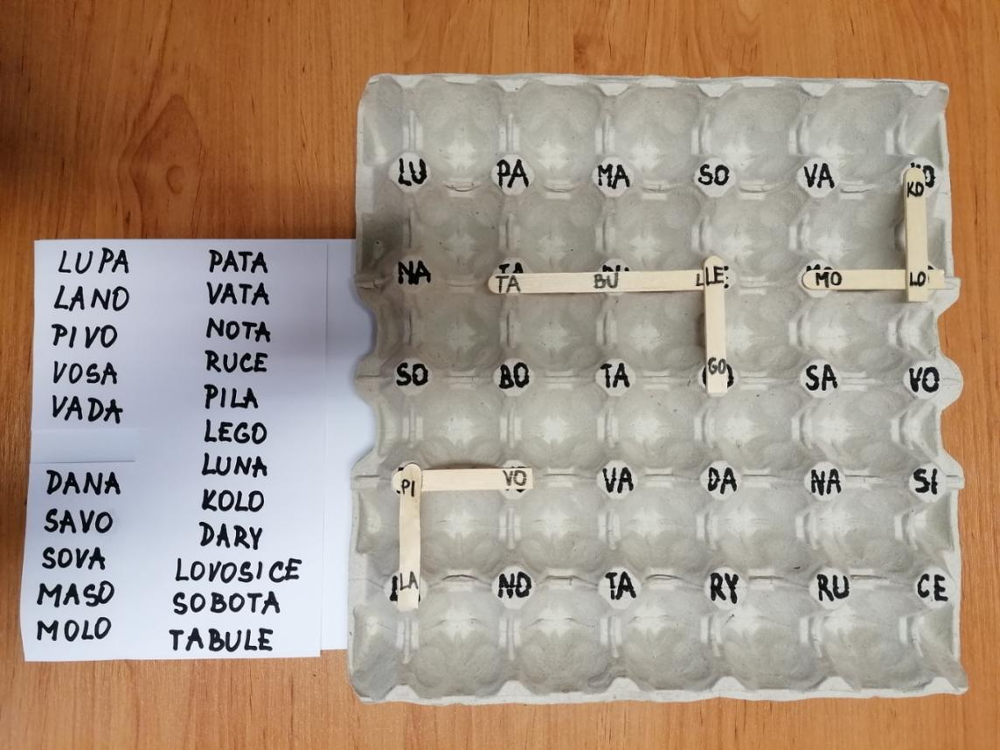 LUPA
LANO
PIVO
VOSA
VADA
DANA
SAVO
SOVA
MASO
MOLO
PATA
VATA
NOTA
RUCE
PILA
LEGO
LUNA
KOLO
DARY
LOVOSICE
SOBOTA
TABULE
LU PA MA SO VA KO
NA TA BU LE MO LO
SO BO TA GO SA VO
PI VO VA DA NA SI
LA NO TA RY RU CE